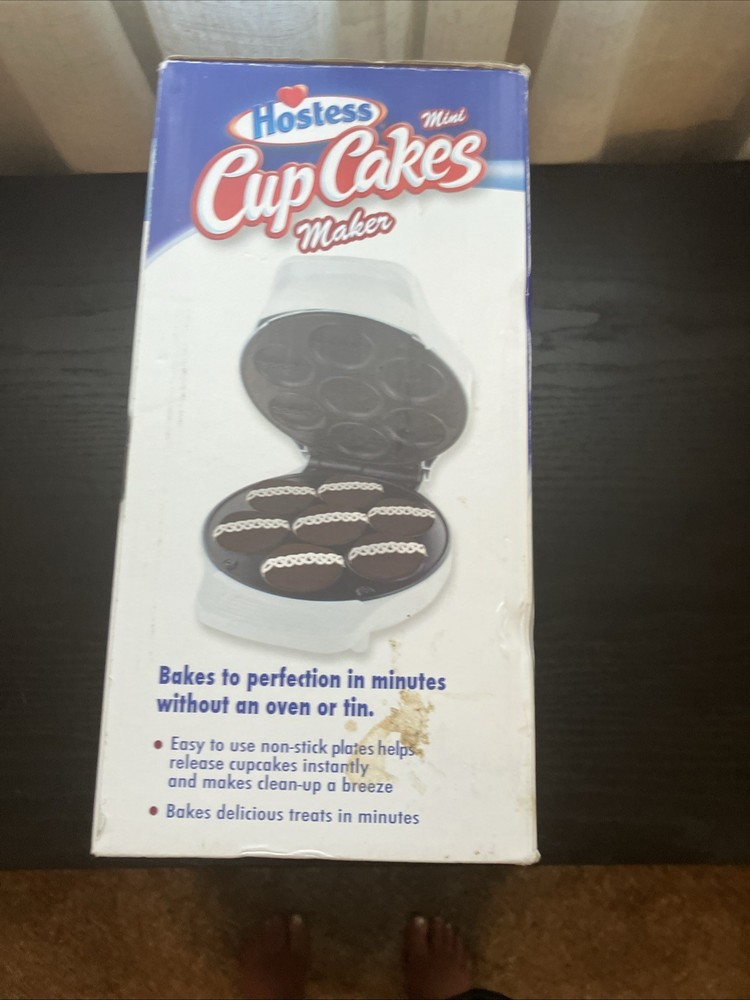 Hostess
Mini
Cup Cakes
Maker
Bakes to perfection in minutes
without an oven or tin.
• Easy to use non-stick plates helps
release cupcakes instantly
and makes clean-up a breeze
• Bakes delicious treats in minutes